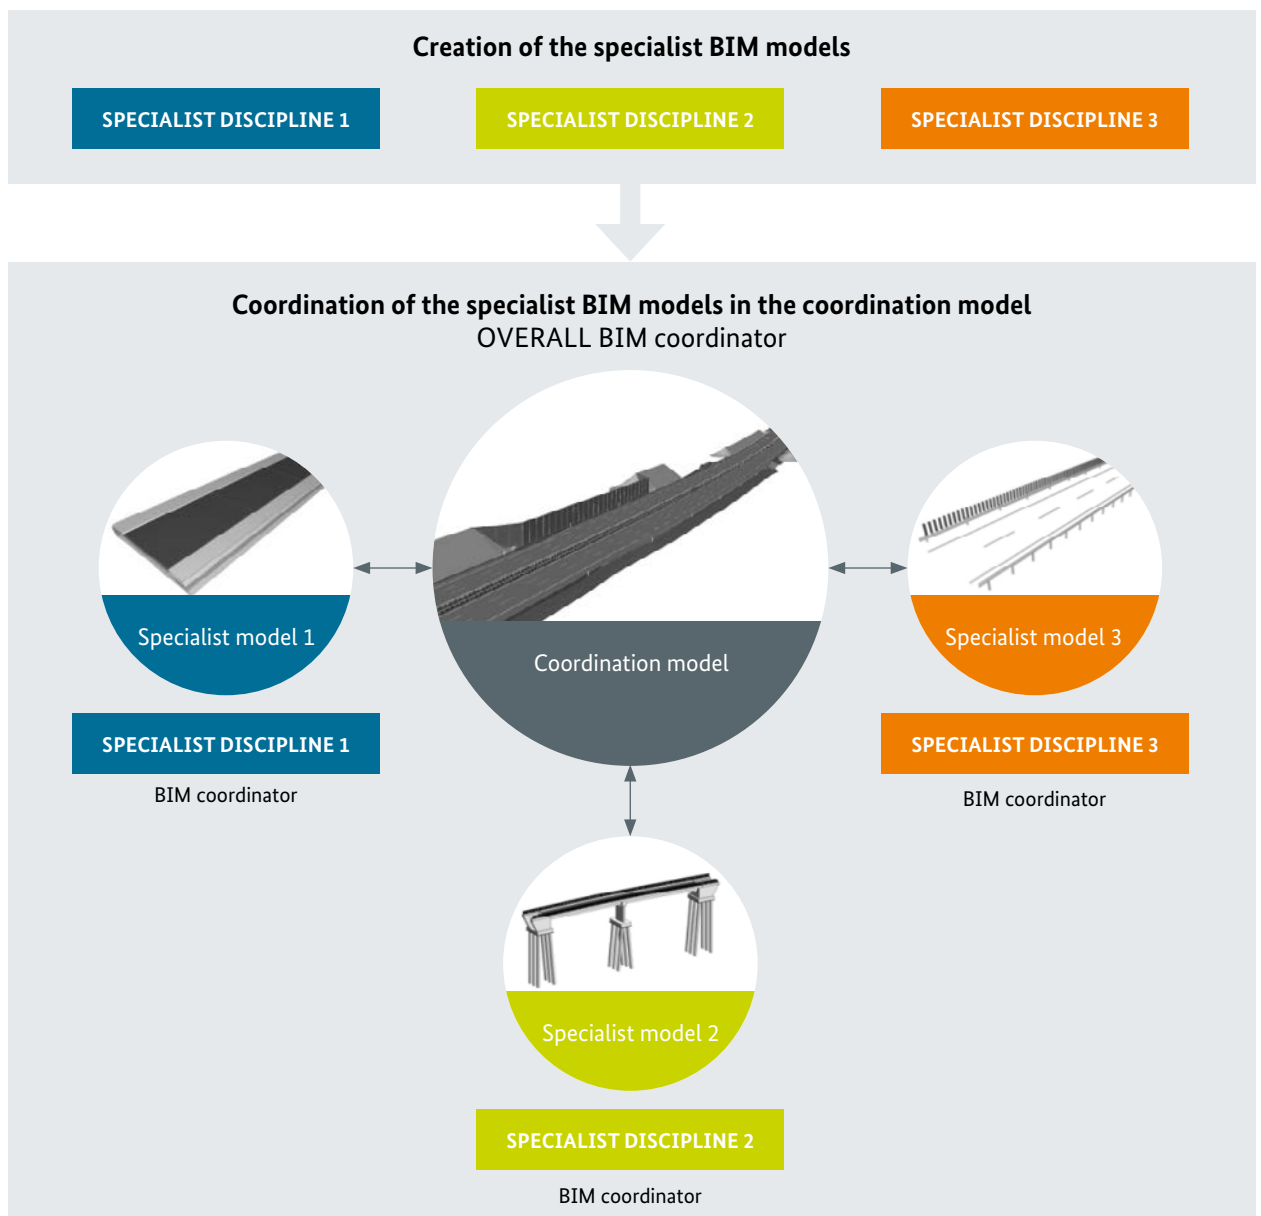 Creation of the specialist BIM models
SPECIALIST DISCIPLINE 1
SPECIALIST DISCIPLINE 2
SPECIALIST DISCIPLINE 3
Coordination of the specialist BIM models in the coordination model
OVERALL BIM coordinator
Specialist model 1
Coordination model
Specialist model 3
SPECIALIST DISCIPLINE 1
BIM coordinator
SPECIALIST DISCIPLINE 3
BIM coordinator
Specialist model 2
SPECIALIST DISCIPLINE 2
BIM coordinator